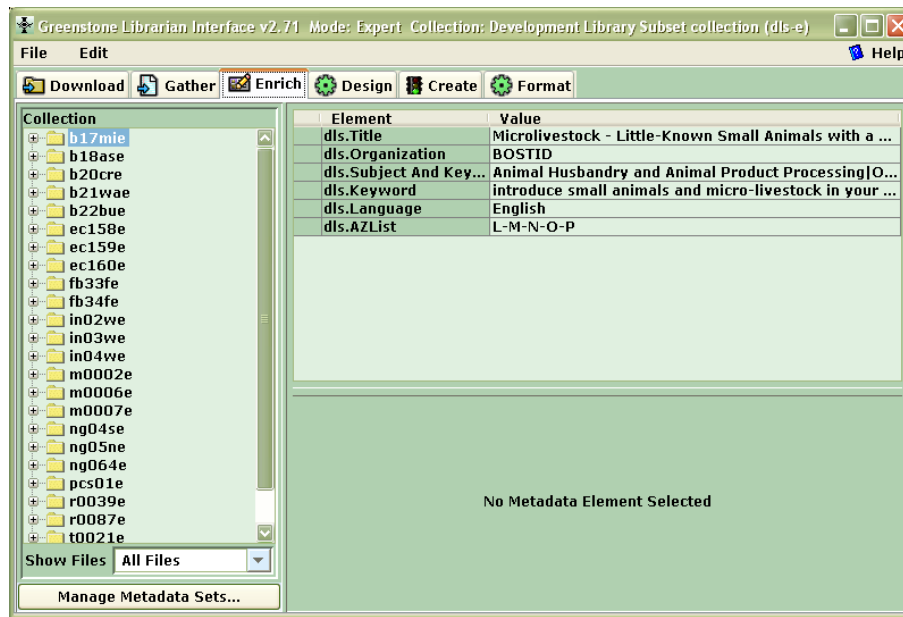 Greenstone Librarian Interface v2.71 Mode: Expert Collection: Development Library Subset collection (dls-e)
File Edit Help
Download Gather Enrich Design Create Format
Collection
b17mie
b18ase
b20cre
b21wae
b22bue
ec158e
ec159e
ec160e
fb33fe
fb34fe
in02we
in03we
in04we
m0002e
m0006e
m0007e
ng04se
ng05ne
ng064e
pcs01e
r0039e
r0087e
t0021e
Show Files All Files
Manage Metadata Sets...
Element Value
dls.Title Microlivestock - Little-Known Small Animals with a ...
dls.Organization BOSTID
dls.Subject And Key... Animal Husbandry and Animal Product Processing|O...
dls.Keyword introduce small animals and micro-livestock in your ...
dls.Language English
dls.AZList L-M-N-O-P
No Metadata Element Selected